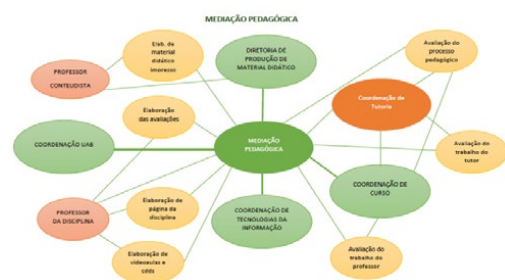 MEDIAÇÃO PEDAGÓGICA
Elab. de
material
didático
impresso
DIRETORIA DE
PRODUÇÃO DE
MATERIAL DIDÁTICO
Avaliação do
processo
pedagógico
PROFESSOR
CONTEUDISTA
Elaboração
das avaliações
Coordenação de
Tutoria
COORDENAÇÃO UAB
MEDIAÇÃO
PEDAGÓGICA
Avaliação do
trabalho do
tutor
COORDENAÇÃO DE
CURSO
Elaboração de
página da
disciplina
PROFESSOR
DA DISCIPLINA
COORDENAÇÃO DE
TECNOLOGIAS DA
INFORMAÇÃO
Elaboração de
videoaulas e
Avaliação do
trabalho do
professor